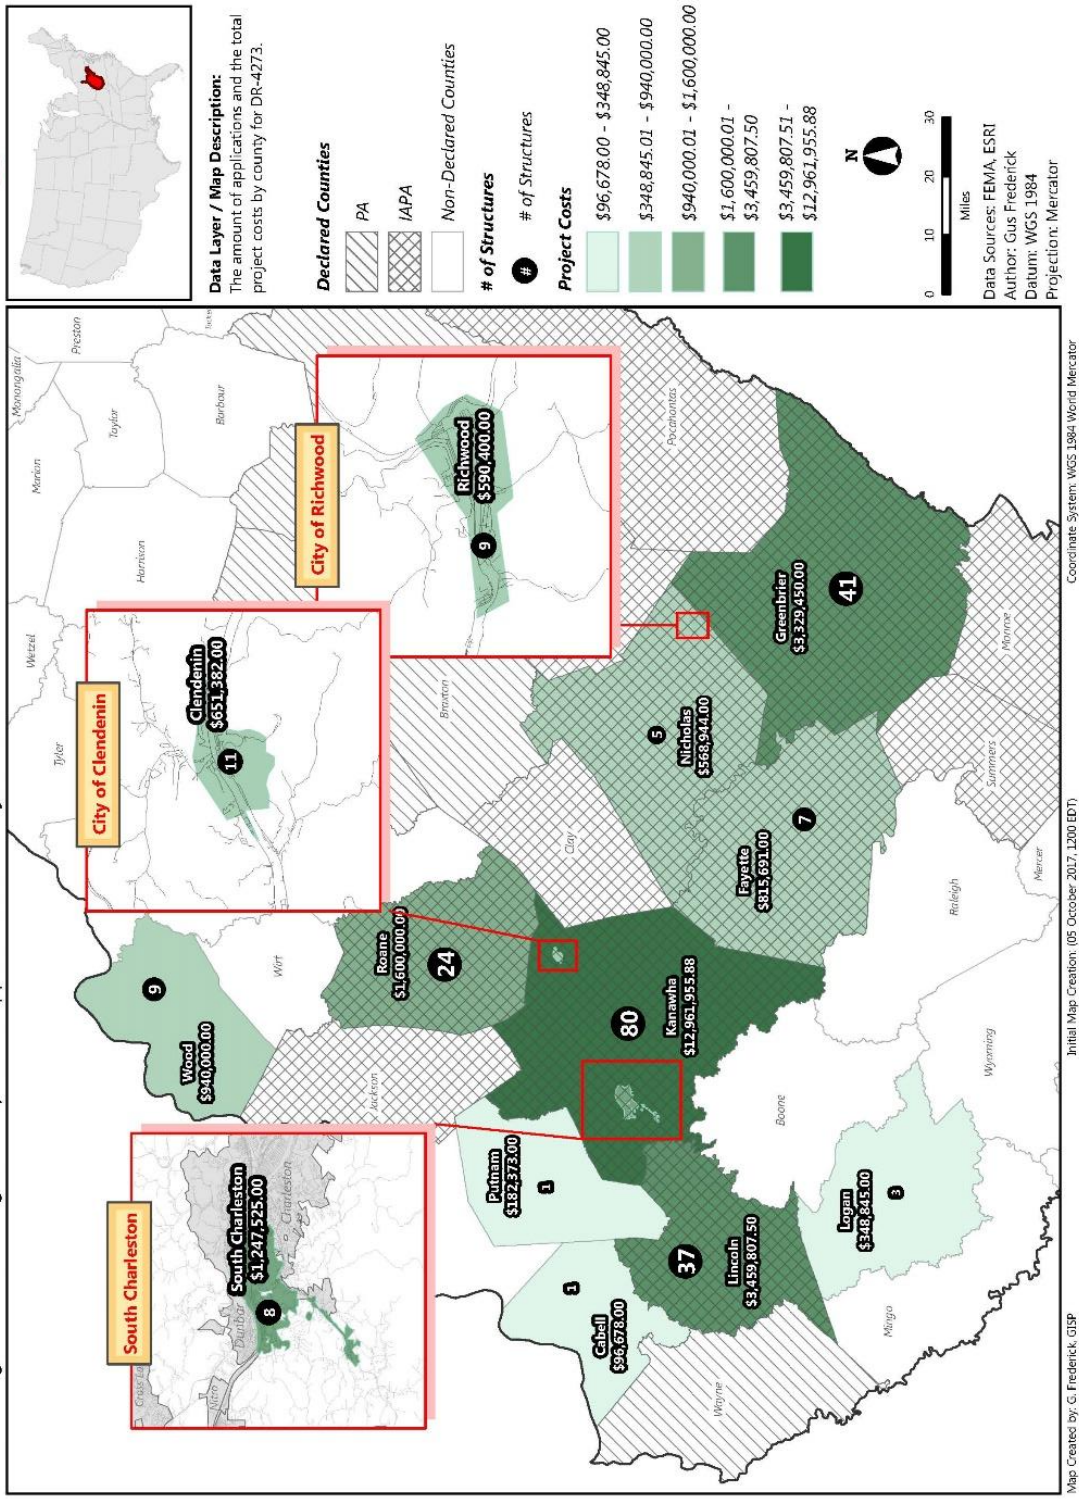 Data Layer / Map Description:
The amount of applications and the total
project costs by county for DR-4273.
Declared Counties
PA
IAPA
Non-Declared Counties
# of Structures
# # of Structures
Project Costs
$96,678.00 - $348,845.00
$348,845.01 - $940,000.00
$940,000.01 - $1,600,000.00
$1,600,000.01 -
$3,459,807.50
$3,459,807.51 -
$12,961,955.88
N
0 10 20 30
Miles
Data Sources: FEMA, ESRI
Author: Gus Frederick
Datum: WGS 1984
Projection: Mercator
South Charleston
Cross La
Nitro
Dunbar
Charleston
South Charleston
$1,247,525.00
8
City of Clendenin
Clendenin
$651,382.00
11
City of Richwood
Richwood
$590,400.00
9
Monongalia
Marion
Preston
Wetzel
Tyler
Taylor
Harrison
Barbour
Tucker
Wood
$940,000.00
9
Wirt
Jackson
Roane
$1,600,000.00
24
Braxton
Clay
Pocahontas
Putnam
$182,373.00
1
Cabell
$96,678.00
1
Kanawha
$12,961,955.88
80
Nicholas
$568,944.00
5
Greenbrier
$3,329,450.00
41
Fayette
$815,691.00
7
Lincoln
$3,459,807.50
37
Wayne
Boone
Logan
$348,845.00
3
Mingo
Wyoming
Raleigh
Mercer
Summers
Monroe
Map Created by: G. Frederick, GISP
Initial Map Creation: (05 October 2017, 1200 EDT)
Coordinate System: WGS 1984 World Mercator